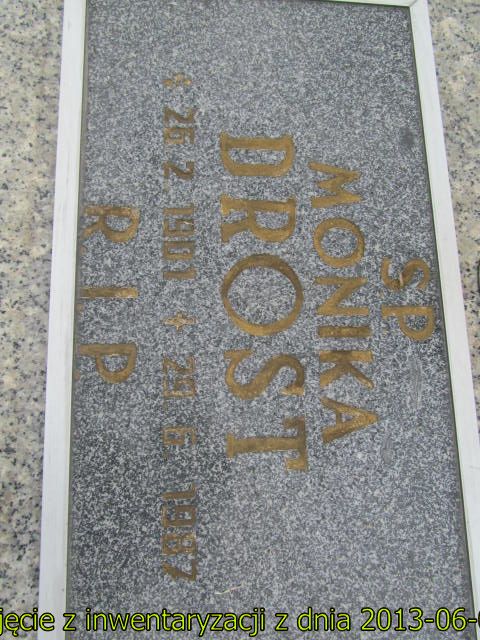 SP
MONIKA
DROST
* 26 2 1901 + 29 6 1987
R I P
jęcie z inwentaryzacji z dnia 2013-06-